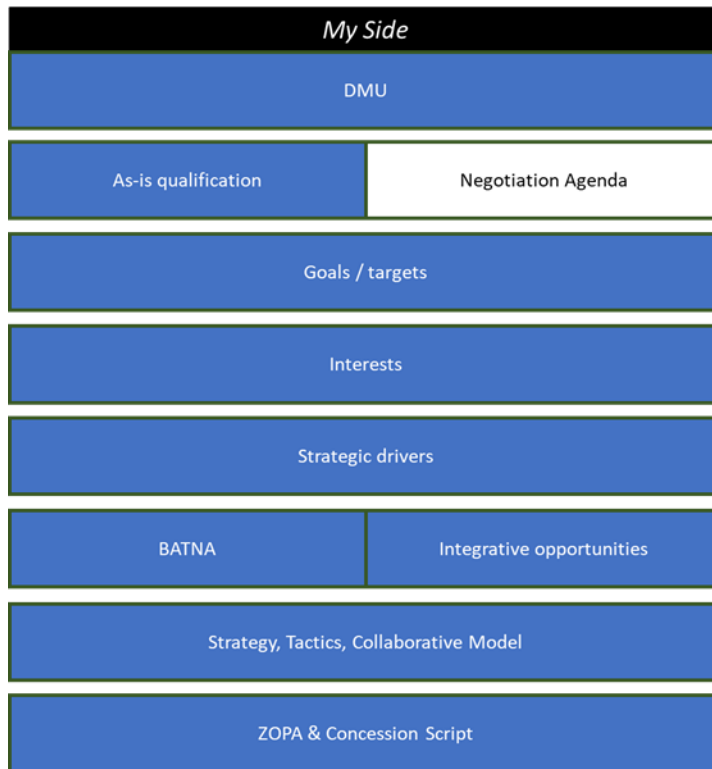 My Side
DMU
As-is qualification
Negotiation Agenda
Goals / targets
Interests
Strategic drivers
BATNA
Integrative opportunities
Strategy, Tactics, Collaborative Model
ZOPA & Concession Script